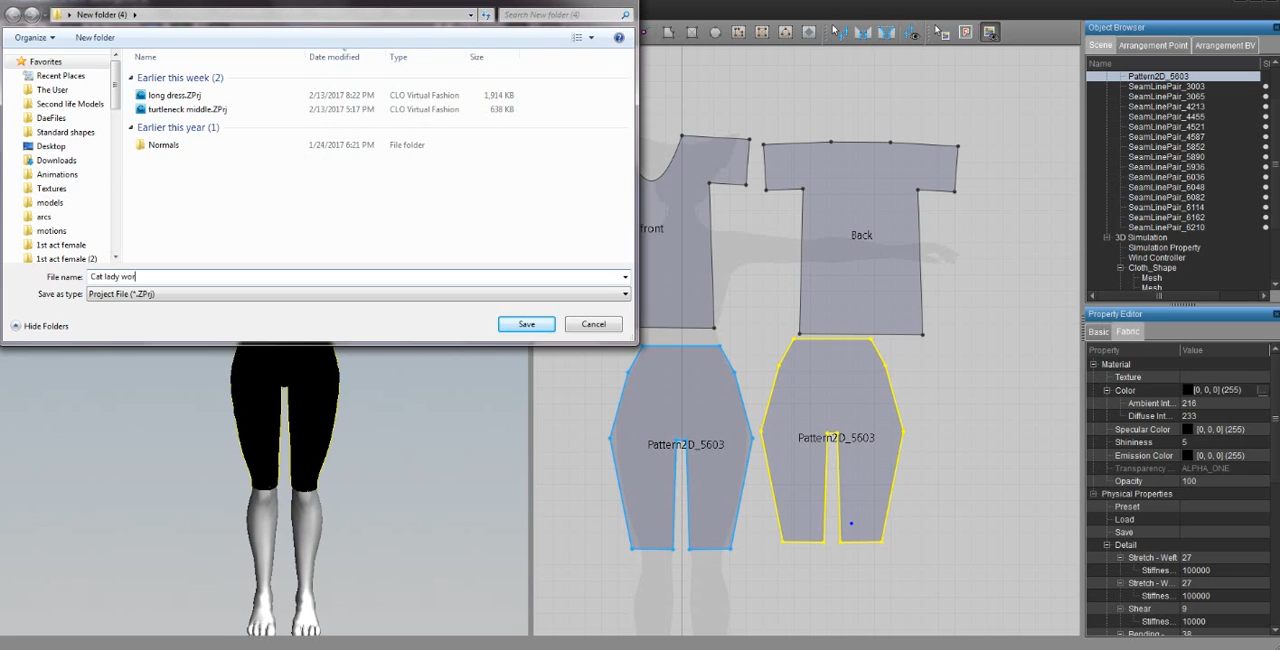 New folder (4)
Search New folder (4)
Organize
New folder
Favorites
Recent Places
The User
Second life Models
DaeFiles
Standard shapes
Desktop
Downloads
Animations
Textures
models
arcs
motions
1st act female
1st act female (2)
Name Date modified Type Size
Earlier this week (2)
long dress.ZPrj 2/13/2017 8:22 PM CLO Virtual Fashion 1,914 KB
turtleneck middle.ZPrj 2/13/2017 5:17 PM CLO Virtual Fashion 638 KB
Earlier this year (1)
Normals 1/24/2017 6:21 PM File folder
File name: Cat lady wor
Save as type: Project File (*.ZPrj)
Hide Folders
Save
Cancel
front
Back
Pattern2D_5603
Pattern2D_5603
Object Browser
Scene Arrangement Point Arrangement BV
Name
Pattern2D_5603
SeamLinePair_3003
SeamLinePair_3065
SeamLinePair_4213
SeamLinePair_4455
SeamLinePair_4521
SeamLinePair_4587
SeamLinePair_5852
SeamLinePair_5890
SeamLinePair_5936
SeamLinePair_6036
SeamLinePair_6048
SeamLinePair_6082
SeamLinePair_6114
SeamLinePair_6162
SeamLinePair_6210
3D Simulation
Simulation Property
Wind Controller
Cloth_Shape
Mesh
Mesh
Property Editor
Basic Fabric
Property Value
Material
Texture
Color [0, 0, 0] (255)
Ambient Int... 216
Diffuse Int... 233
Specular Color [0, 0, 0] (255)
Shininess 5
Emission Color [0, 0, 0] (255)
Transparency ... ALPHA_ONE
Opacity 100
Physical Properties
Preset
Load
Save
Detail
Stretch - Weft 27
Stiffnes... 100000
Stretch - W... 27
Stiffnes... 100000
Shear 9
Stiffnes... 10000
Bending - ... 38